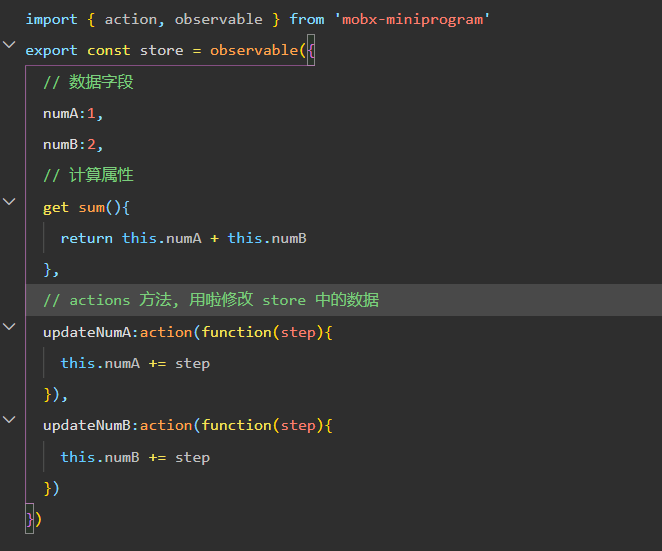 import { action, observable } from 'mobx-miniprogram'
export const store = observable({
// 数据字段
numA:1,
numB:2,
// 计算属性
get sum(){
return this.numA + this.numB
},
// actions 方法, 用啦修改 store 中的数据
updateNumA:action(function(step){
this.numA += step
}),
updateNumB:action(function(step){
this.numB += step
})
})